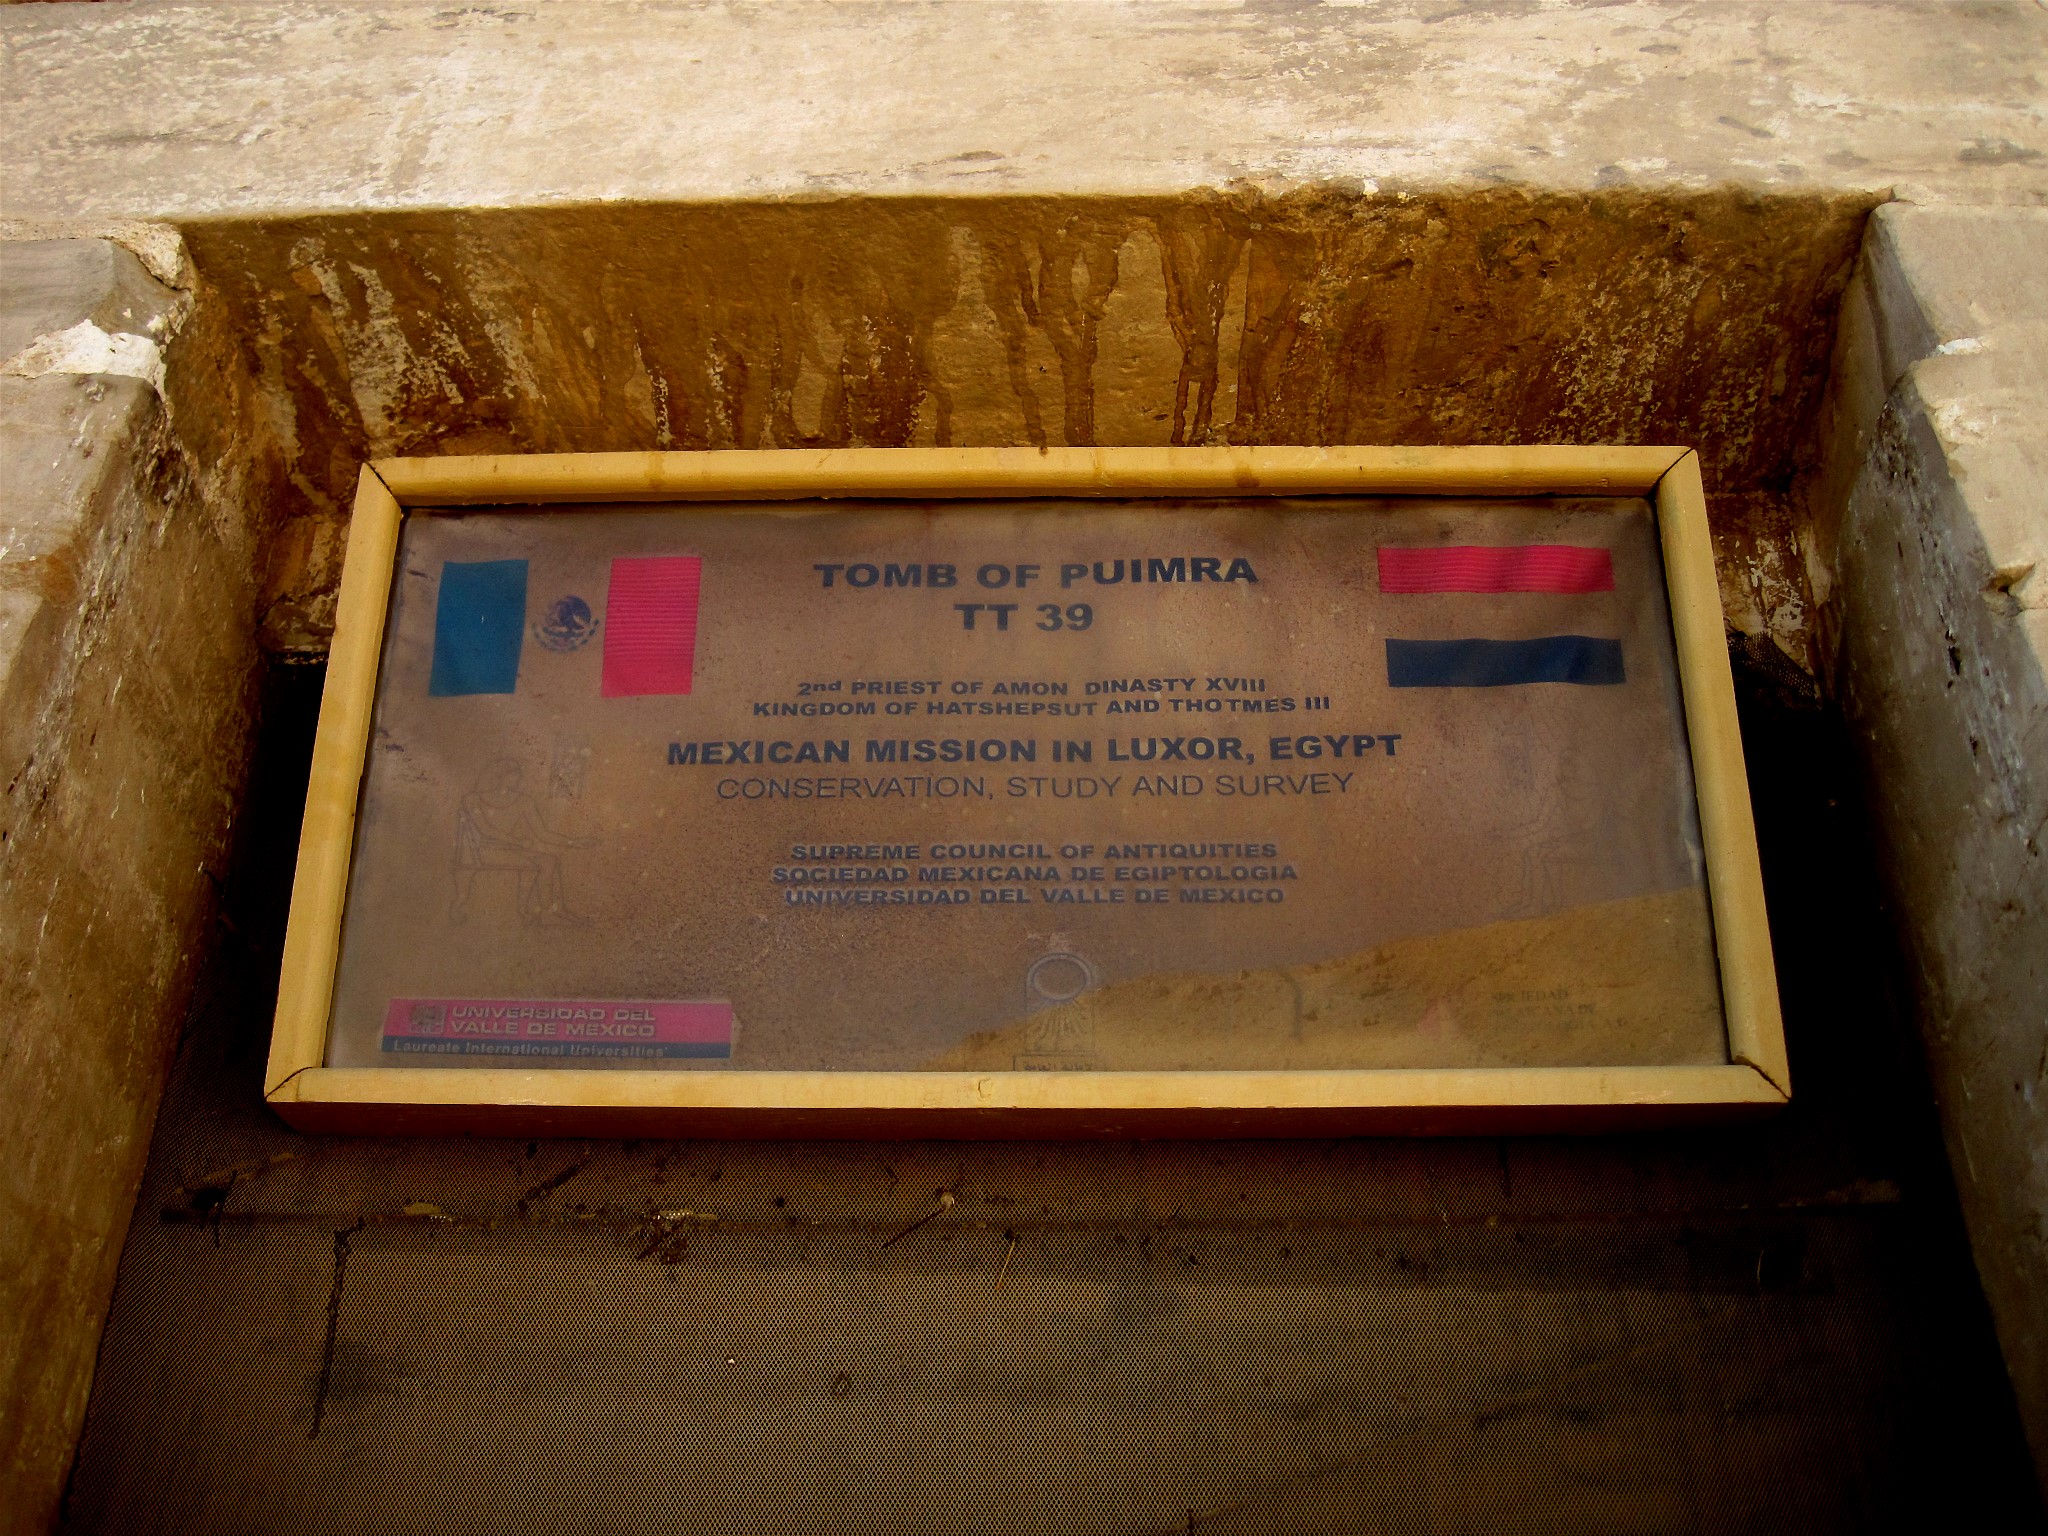 TOMB OF PUIMRA
TT 39
2nd PRIEST OF AMON DINASTY XVIII
KINGDOM OF HATSHEPSUT AND THOTMES III
MEXICAN MISSION IN LUXOR, EGYPT
CONSERVATION, STUDY AND SURVEY
SUPREME COUNCIL OF ANTIQUITIES
SOCIEDAD MEXICANA DE EGIPTOLOGIA
UNIVERSIDAD DEL VALLE DE MEXICO
UNIVERSIDAD DEL
VALLE DE MEXICO
Laureate International Universities
SOCIEDAD